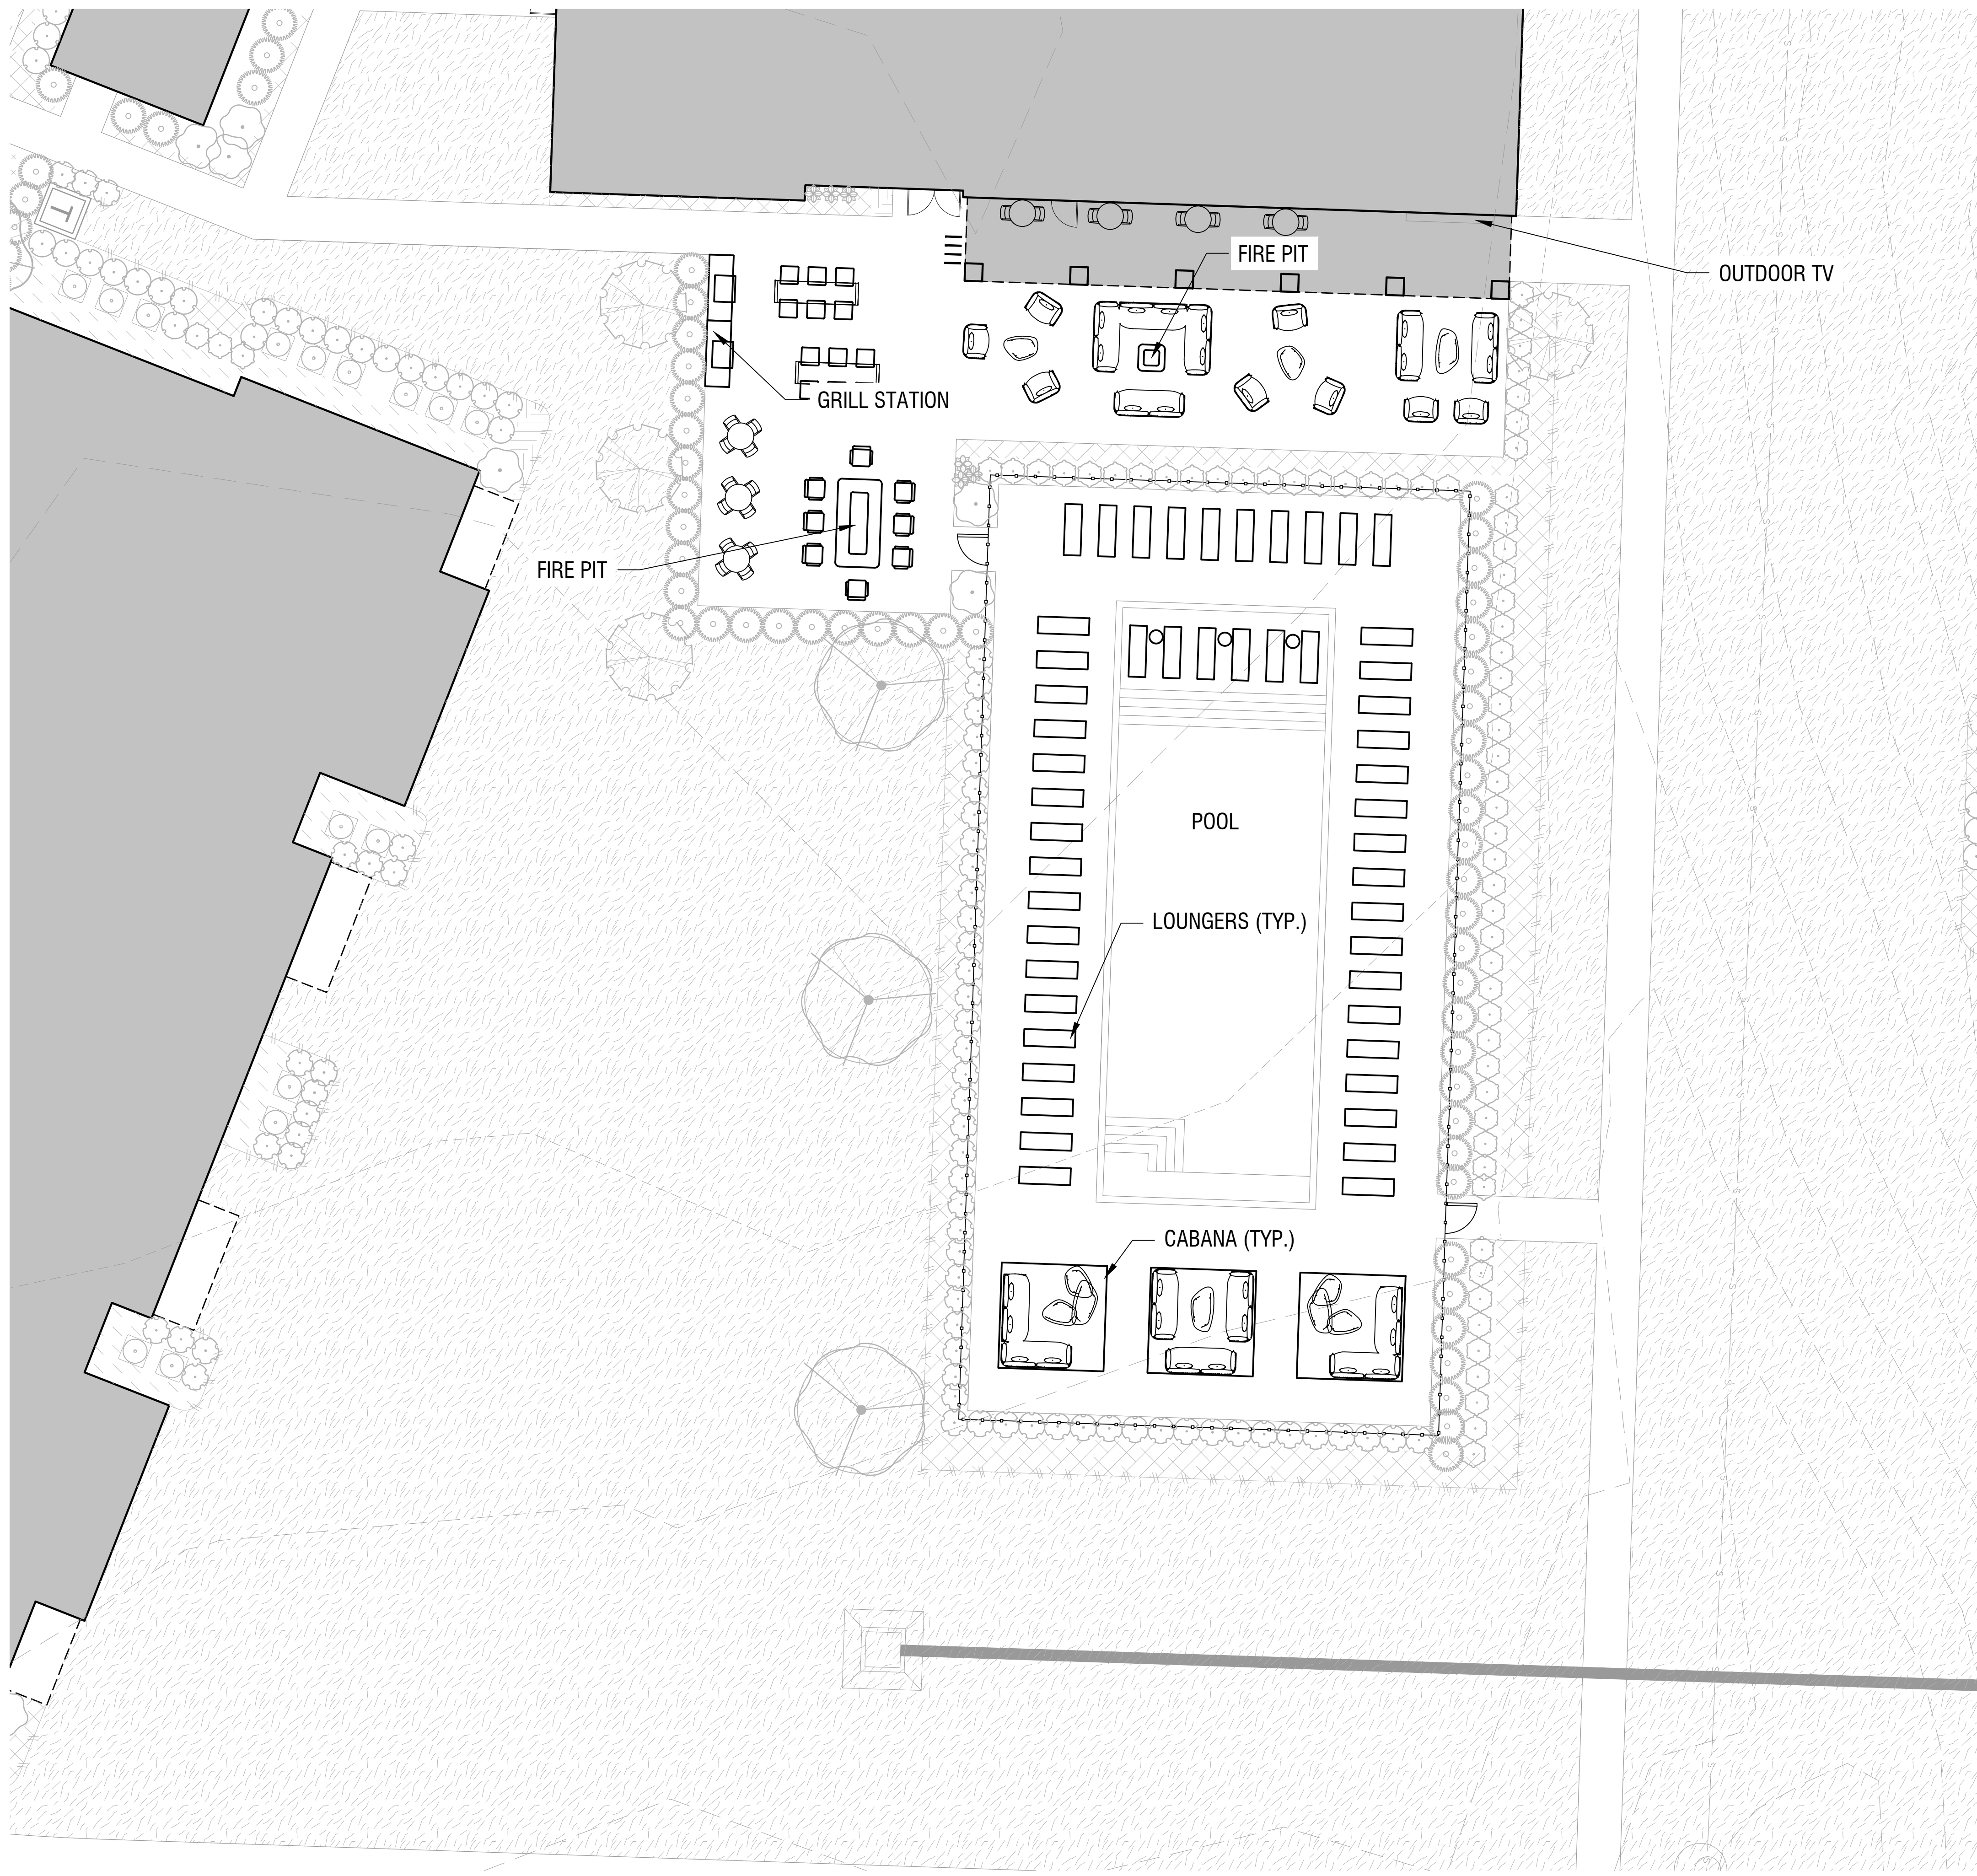 FIRE PIT
OUTDOOR TV
GRILL STATION
FIRE PIT
POOL
LOUNGERS (TYP.)
CABANA (TYP.)
T
S
S
S
S
S
S
S
S
S
S
S
S
S